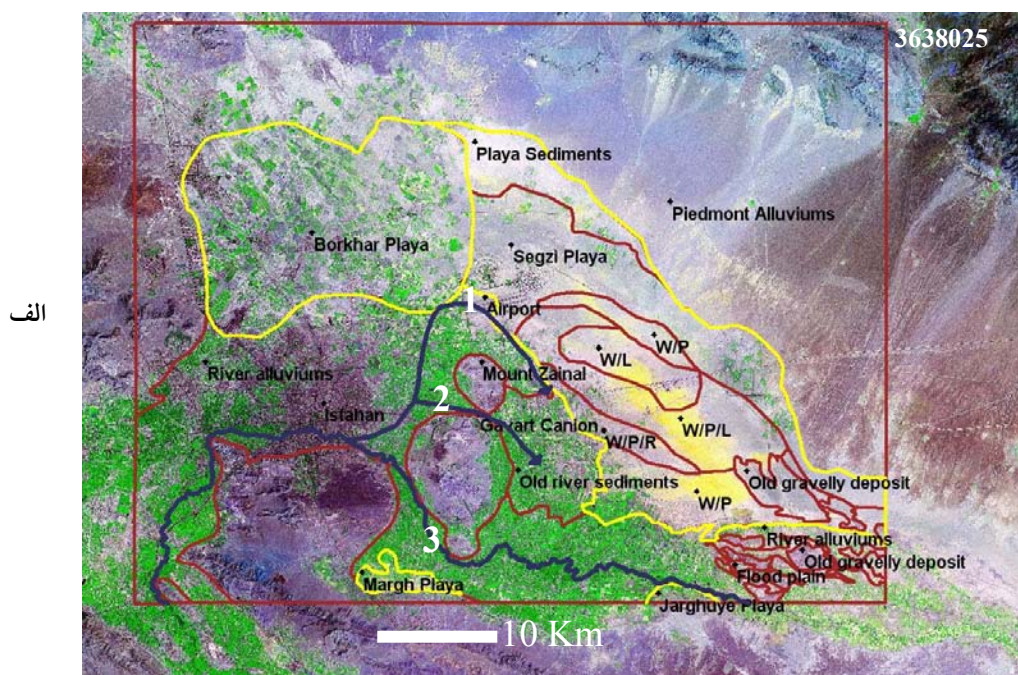 3638025
Playa Sediments
Piedmont Alluviums
Borkhar Playa
Segzi Playa
1
Airport
الف
W/P
W/L
River alluviums
Mount Zainal
2
Isfahan
Gavart Canion
W/P/L
W/P/R
Old river sediments
Old gravelly deposit
W/P
3
River alluviums
Old gravelly deposit
Flood plain
Margh Playa
Jarghuye Playa
10 Km